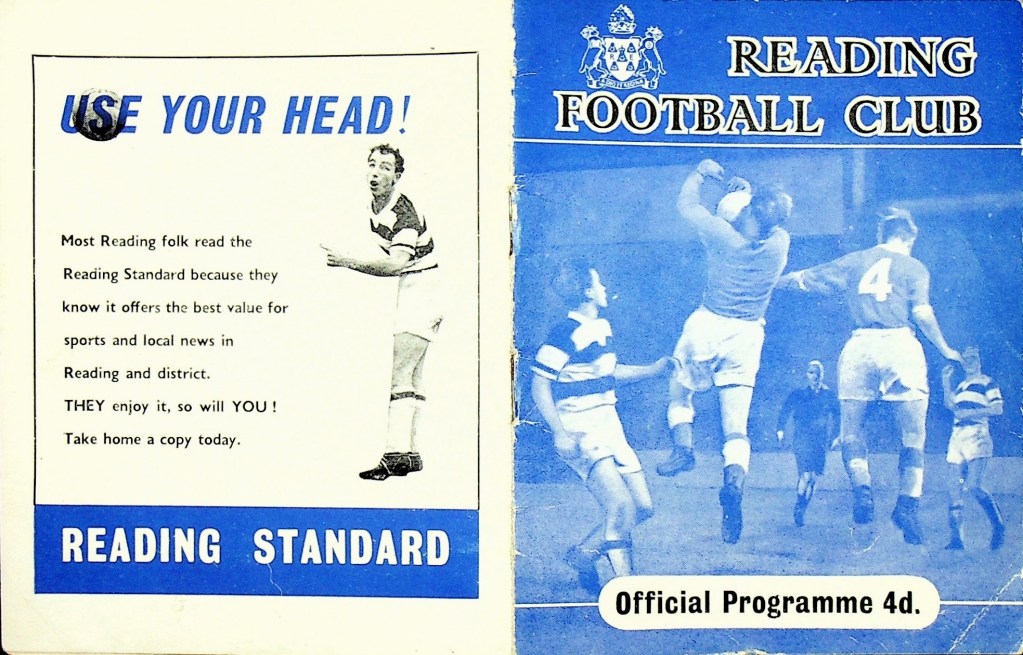 USE YOUR HEAD!
Most Reading folk read the
Reading Standard because they
know it offers the best value for
sports and local news in
Reading and district.
THEY enjoy it, so will YOU !
Take home a copy today.
READING STANDARD
READING
FOOTBALL CLUB
R E
4
Official Programme 4d.